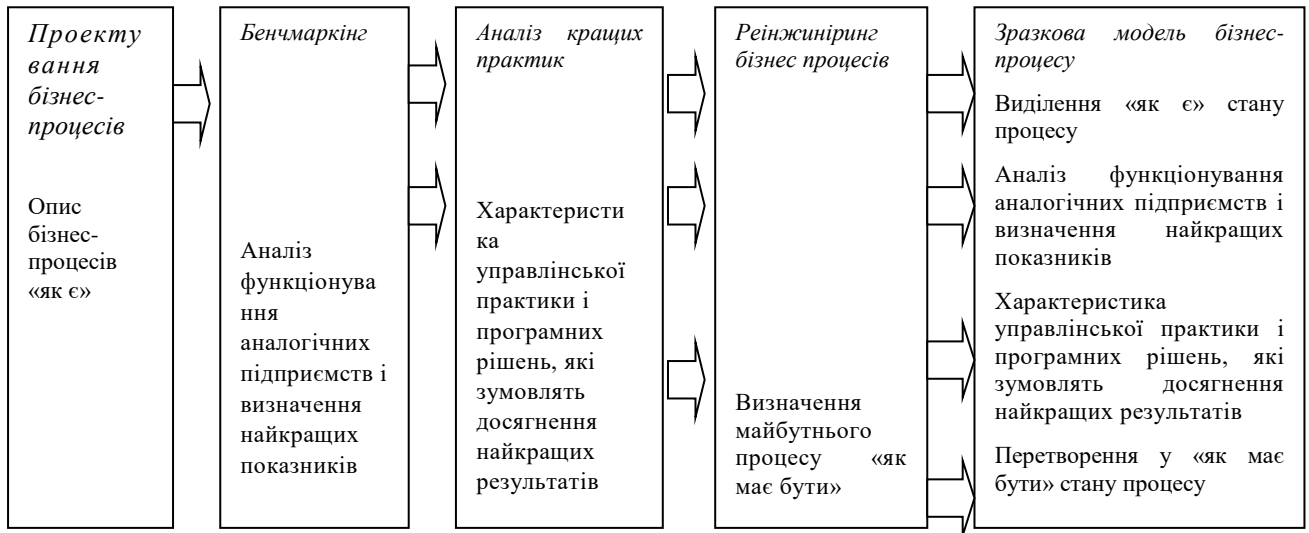 Проекту
вання
бізнес-
процесів
Опис
бізнес-
процесів
«як є»
Бенчмаркінг
Аналіз
функціонува
ння
аналогічних
підприємств і
визначення
найкращих
показників
Аналіз кращих
практик
Характеристи
ка
управлінської
практики і
програмних
рішень, які
зумовлять
досягнення
найкращих
результатів
Реінжиніринг
бізнес процесів
Визначення
майбутнього
процесу «як
має бути»
Зразкова модель бізнес-
процесу
Виділення «як є» стану
процесу
Аналіз функціонування
аналогічних підприємств і
визначення найкращих
показників
Характеристика
управлінської практики і
програмних рішень, які
зумовлять досягнення
найкращих результатів
Перетворення у «як має
бути» стану процесу